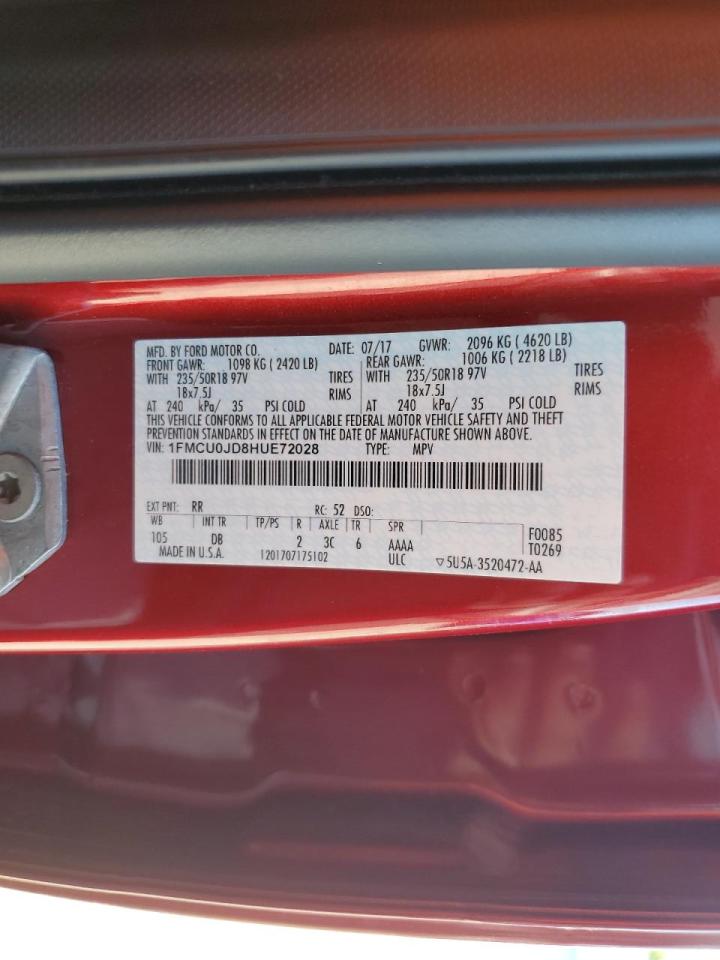 MFD. BY FORD MOTOR CO. DATE: 07/17 GVWR: 2096 KG ( 4620 LB)
FRONT GAWR: 1098 KG ( 2420 LB) REAR GAWR: 1006 KG ( 2218 LB)
WITH 235/50R18 97V TIRES WITH 235/50R18 97V TIRES
18x7.5J RIMS 18x7.5J RIMS
AT 240 kPa/ 35 PSI COLD AT 240 kPa/ 35 PSI COLD
THIS VEHICLE CONFORMS TO ALL APPLICABLE FEDERAL MOTOR VEHICLE SAFETY AND THEFT
PREVENTION STANDARDS IN EFFECT ON THE DATE OF MANUFACTURE SHOWN ABOVE.
VIN: 1FMCU0JD8HUE72028 TYPE: MPV
EXT PNT: RR RC: 52 DSO:
WB INT TR TP/PS R AXLE TR SPR F0085
105 DB 2 3C 6 AAAA T0269
MADE IN U.S.A. 1201707175102 ULC ▽5U5A-3520472-AA